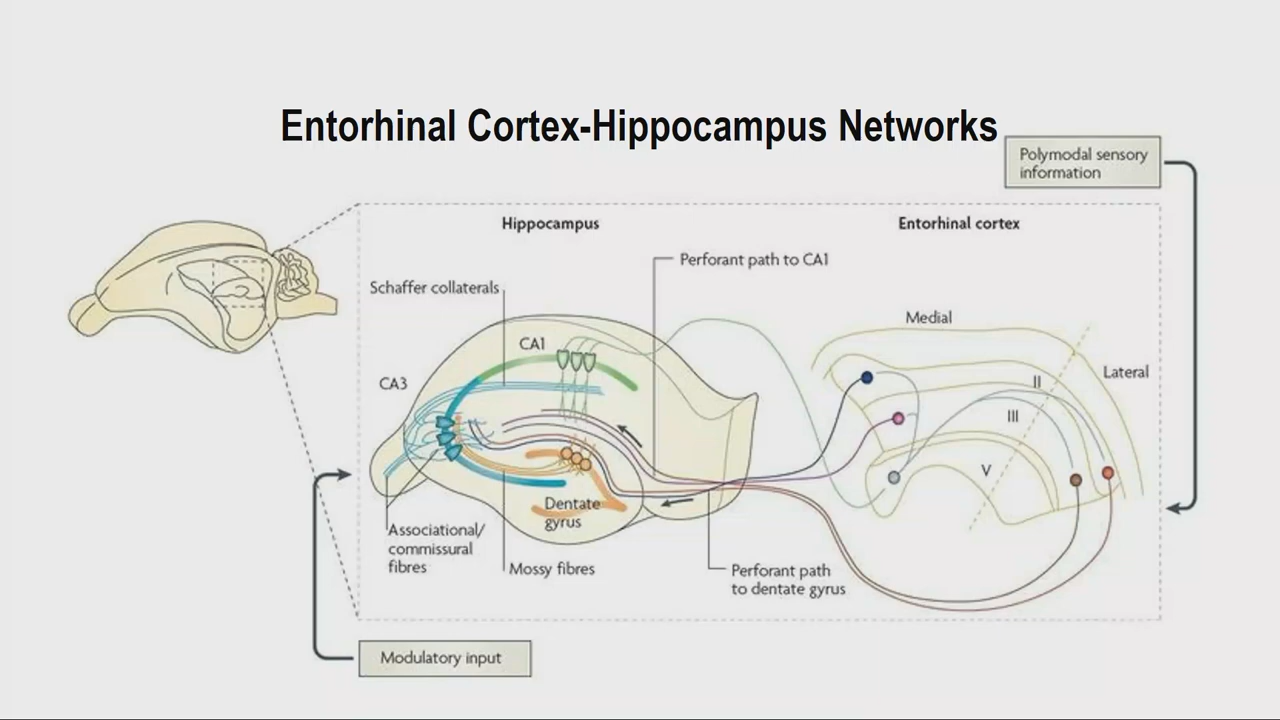 Entorhinal Cortex-Hippocampus Networks
Polymodal sensory
information
Hippocampus
Entorhinal cortex
Perforant path to CA1
Schaffer collaterals
Medial
CA1
Lateral
CA3
II
III
V
Dentate
gyrus
Associational/
commissural
fibres
Mossy fibres
Perforant path
to dentate gyrus
Modulatory input